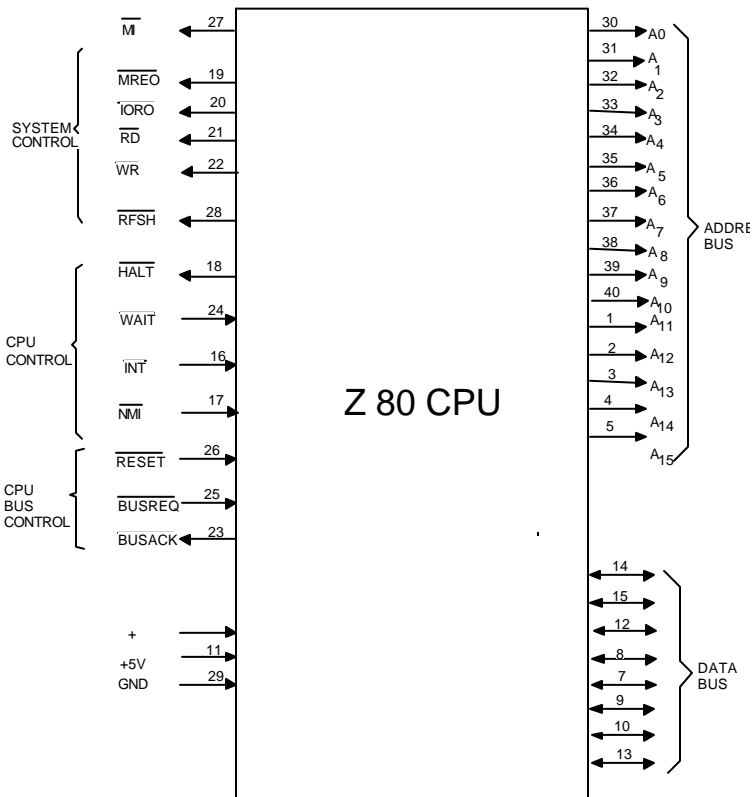 MI 27
MREO 19
IORO 20
RD 21
WR 22
RFSH 28
SYSTEM
CONTROL
HALT 18
WAIT 24
INT 16
NMI 17
CPU
CONTROL
RESET 26
BUSREQ 25
BUSACK 23
CPU
BUS
CONTROL
+
+5V 11
GND 29
Z 80 CPU
30 A0
31 A1
32 A2
33 A3
34 A4
35 A5
36 A6
37 A7
38 A8
39 A9
40 A10
1 A11
2 A12
3 A13
4 A14
5 A15
ADDRE
BUS
14
15
12
8
7
9
10
13
DATA
BUS